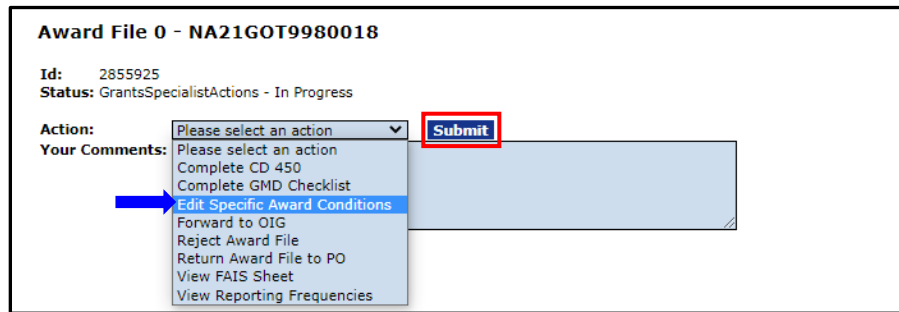 Award File 0 - NA21GOT9980018
Id: 2855925
Status: GrantsSpecialistActions - In Progress
Action: Please select an action Submit
Your Comments: Please select an action
Complete CD 450
Complete GMD Checklist
Edit Specific Award Conditions
Forward to OIG
Reject Award File
Return Award File to PO
View FAIS Sheet
View Reporting Frequencies